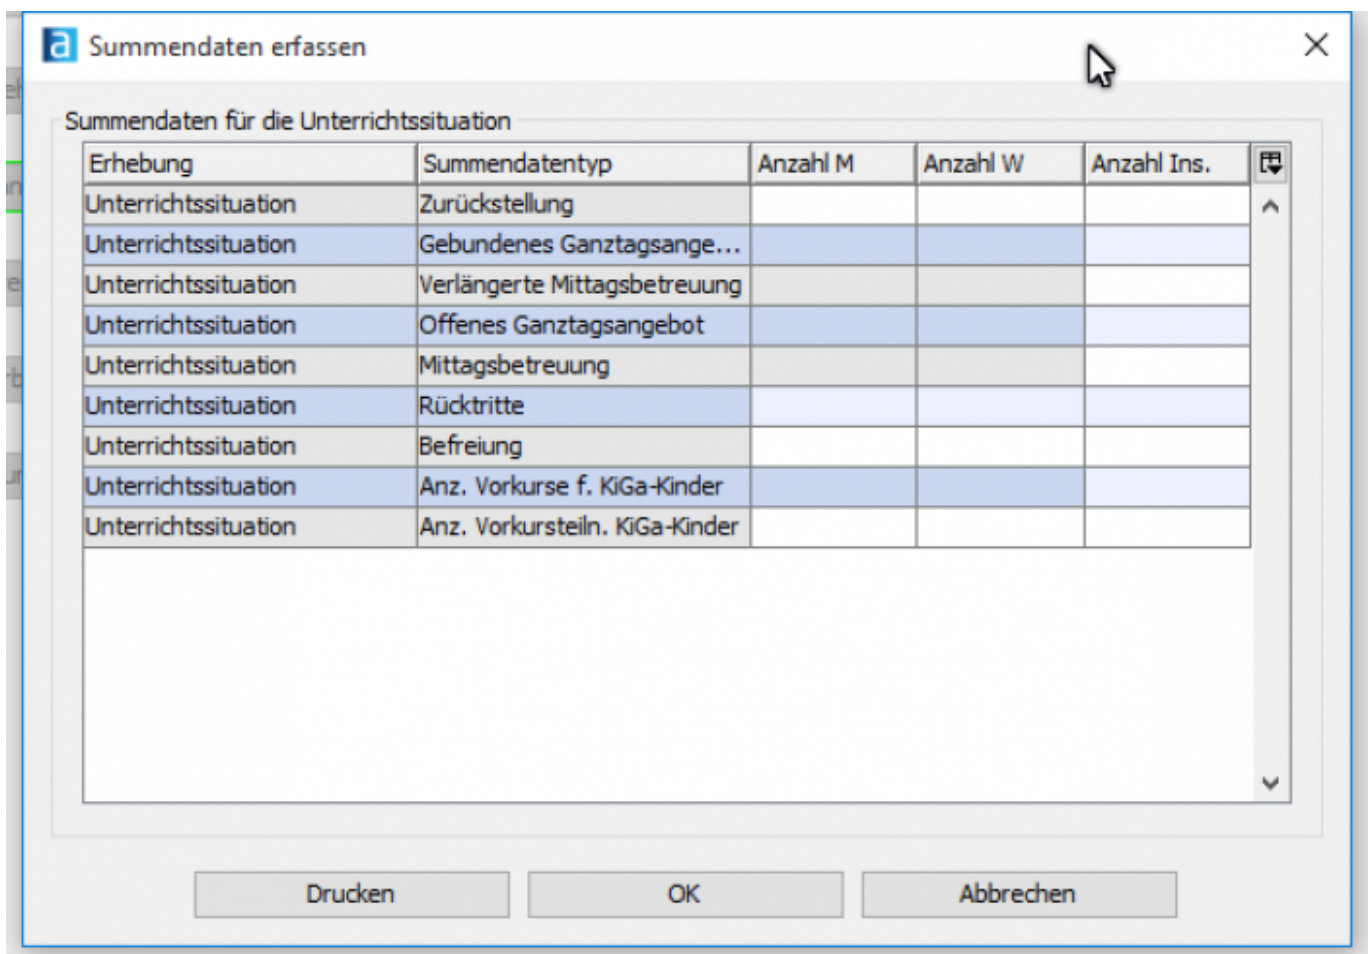 Summendaten erfassen
Summendaten für die Unterrichtssituation
Erhebung Summendatentyp Anzahl M Anzahl W Anzahl Ins.
Unterrichtssituation Zurückstellung
Unterrichtssituation Gebundenes Ganztagsange...
Unterrichtssituation Verlängerte Mittagsbetreuung
Unterrichtssituation Offenes Ganztagsangebot
Unterrichtssituation Mittagsbetreuung
Unterrichtssituation Rücktritte
Unterrichtssituation Befreiung
Unterrichtssituation Anz. Vorkurse f. KiGa-Kinder
Unterrichtssituation Anz. Vorkursteiln. KiGa-Kinder
Drucken OK Abbrechen